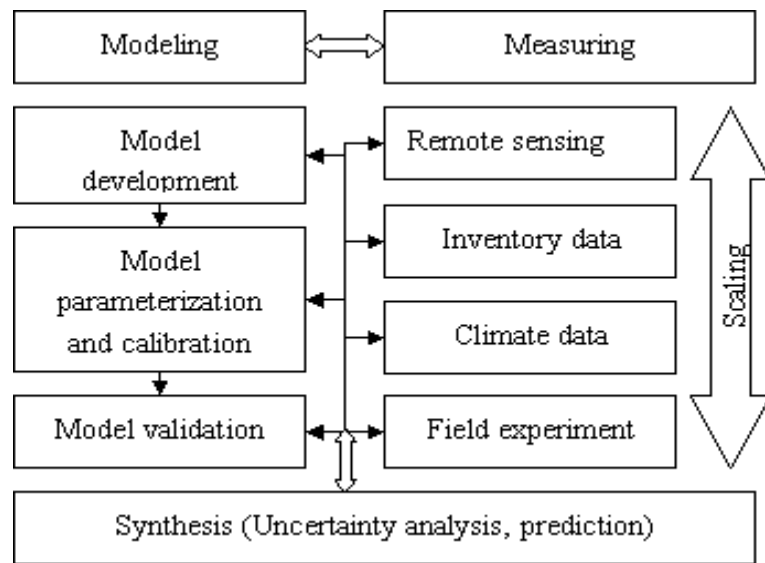 Modeling
Measuring
Model
development
Model
parameterization
and calibration
Model validation
Remote sensing
Inventory data
Climate data
Field experiment
Scaling
Synthesis (Uncertainty analysis, prediction)